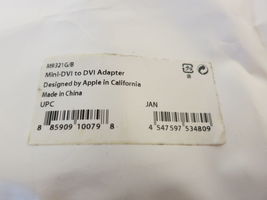 M9321G/B
Mini-DVI to DVI Adapter
Designed by Apple in California
Made in China
UPC
JAN
8 85909 10079 8
4 547597 534809